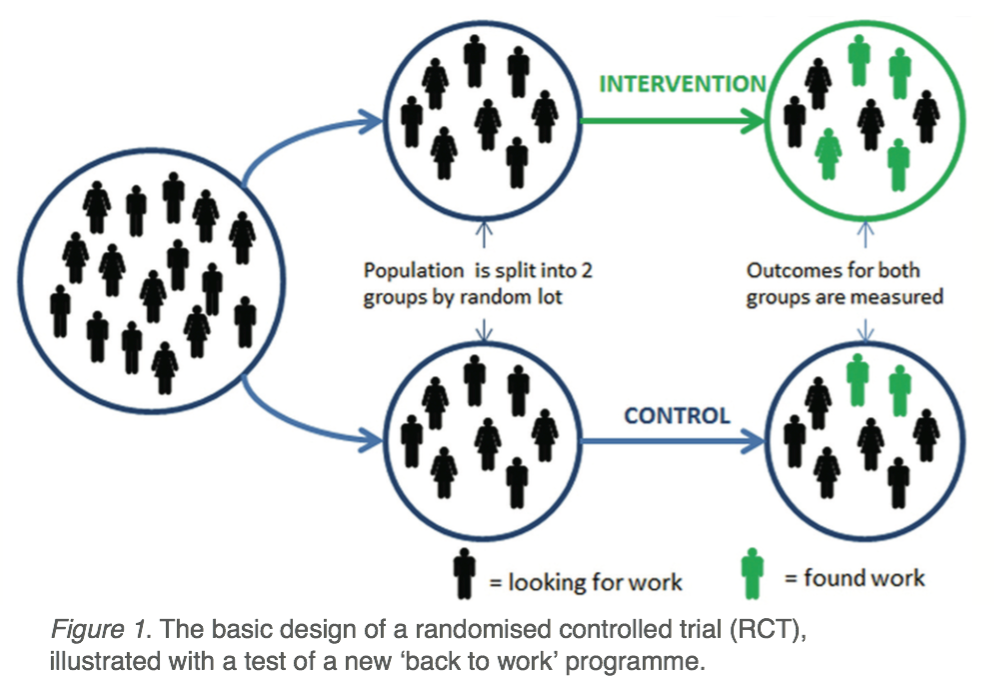 INTERVENTION
Population is split into 2
groups by random lot
Outcomes for both
groups are measured
CONTROL
= looking for work
= found work
Figure 1. The basic design of a randomised controlled trial (RCT),
illustrated with a test of a new ‘back to work’ programme.